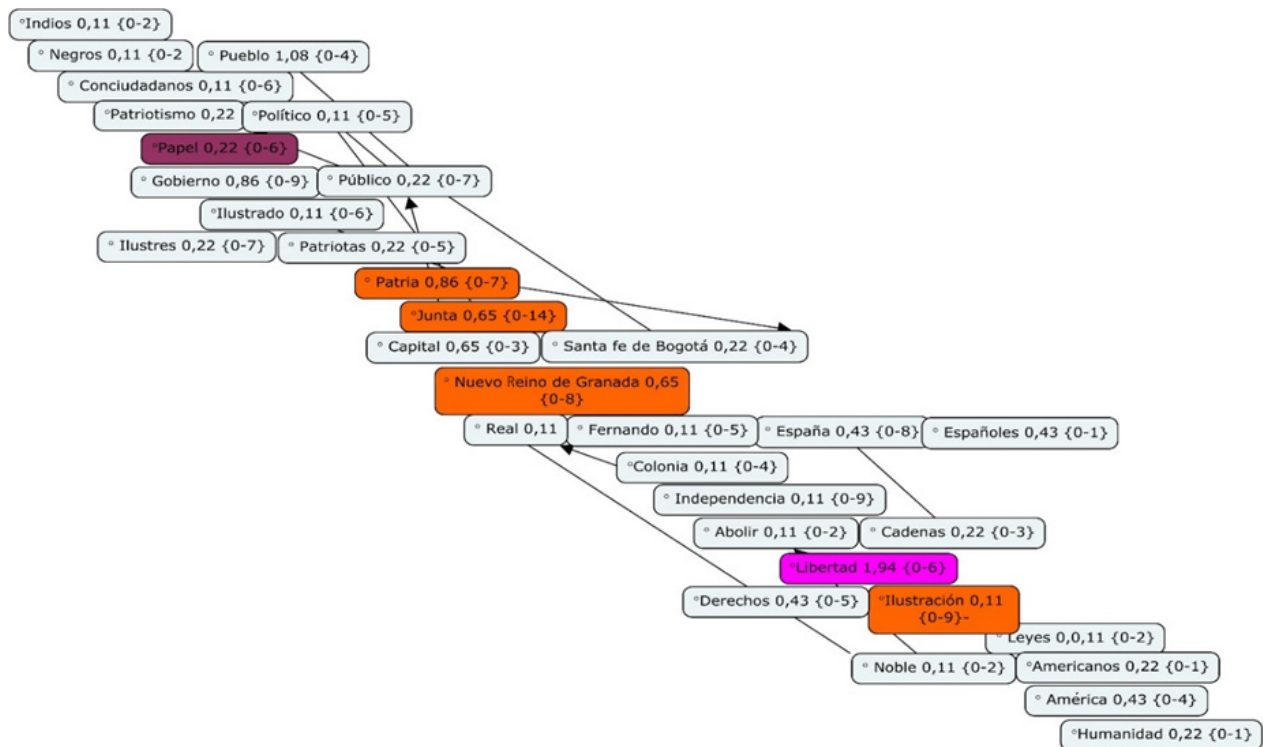 °Indios 0,11 {0-2}
° Negros 0,11 {0-2
° Pueblo 1,08 {0-4}
° Conciudadanos 0,11 {0-6}
°Patriotismo 0,22
°Político 0,11 {0-5}
°Papel 0,22 {0-6}
° Gobierno 0,86 {0-9}
° Público 0,22 {0-7}
°Ilustrado 0,11 {0-6}
° Ilustres 0,22 {0-7}
° Patriotas 0,22 {0-5}
° Patria 0,86 {0-7}
°Junta 0,65 {0-14}
° Capital 0,65 {0-3}
° Santa fe de Bogotá 0,22 {0-4}
° Nuevo Reino de Granada 0,65
{0-8}
° Real 0,11
° Fernando 0,11 {0-5}
° España 0,43 {0-8}
° Españoles 0,43 {0-1}
°Colonia 0,11 {0-4}
° Independencia 0,11 {0-9}
° Abolir 0,11 {0-2}
° Cadenas 0,22 {0-3}
°Libertad 1,94 {0-6}
°Derechos 0,43 {0-5}
°Ilustración 0,11
{0-9}-
° Leyes 0,0,11 {0-2}
° Noble 0,11 {0-2}
°Americanos 0,22 {0-1}
° América 0,43 {0-4}
°Humanidad 0,22 {0-1}